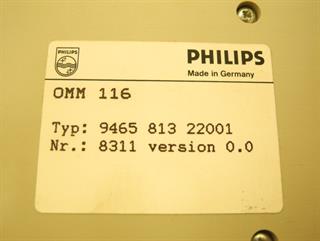 PHILIPS
PHILIPS
Made in Germany
OMM 116
Typ: 9465 813 22001
Nr.: 8311 version 0.0